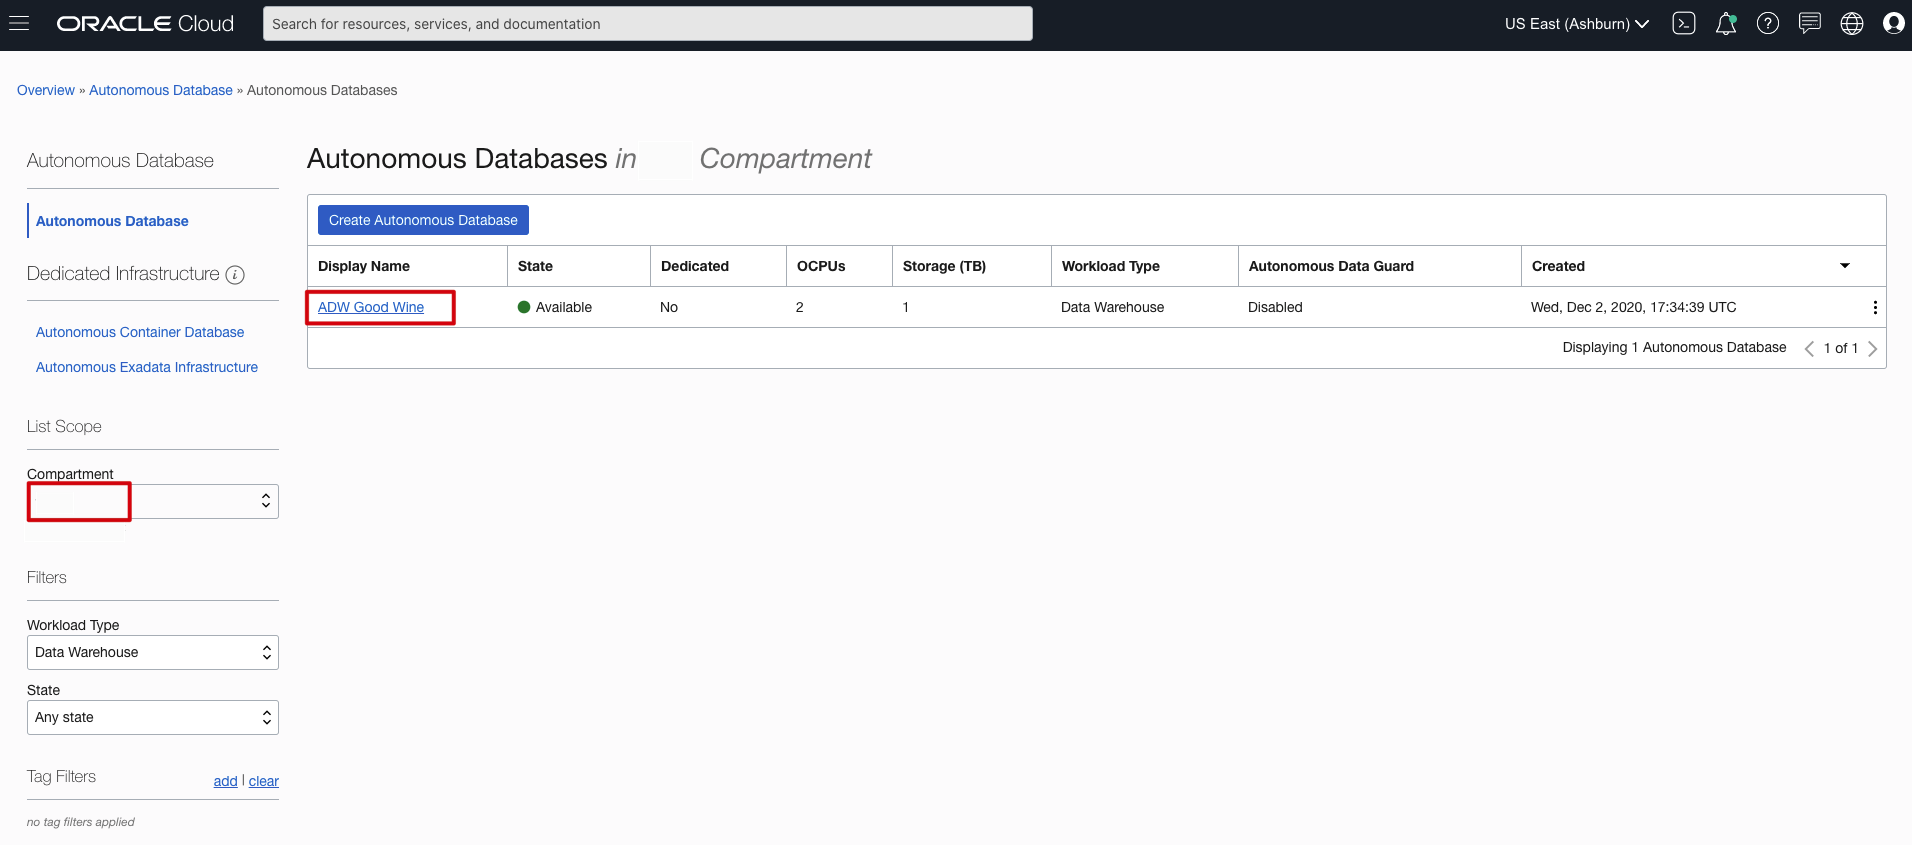 ORACLE Cloud
Search for resources, services, and documentation
US East (Ashburn)
Overview » Autonomous Database » Autonomous Databases
Autonomous Database
Autonomous Database
Dedicated Infrastructure i
Autonomous Container Database
Autonomous Exadata Infrastructure
List Scope
Compartment
Filters
Workload Type
Data Warehouse
State
Any state
Tag Filters add | clear
no tag filters applied
Autonomous Databases in Compartment
Create Autonomous Database
Display Name State Dedicated OCPUs Storage (TB) Workload Type Autonomous Data Guard Created
ADW Good Wine Available No 2 1 Data Warehouse Disabled Wed, Dec 2, 2020, 17:34:39 UTC
Displaying 1 Autonomous Database < 1 of 1 >